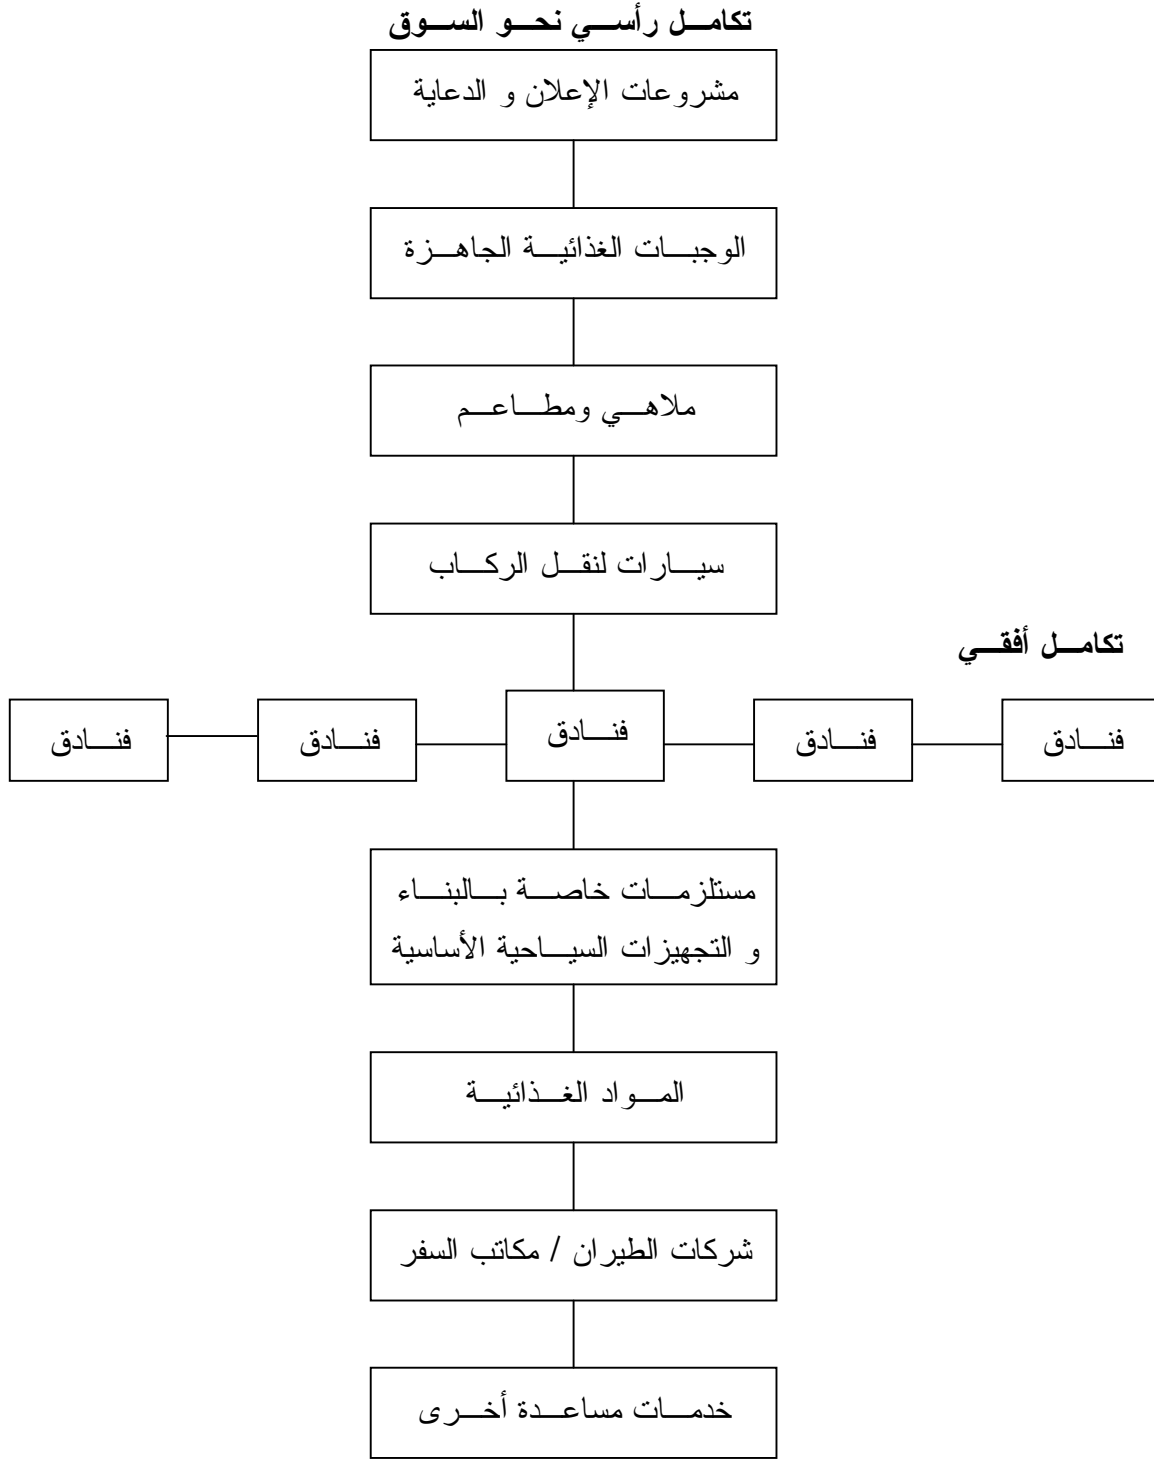 تكامل رأسي نحو السوق
مشروعات الإعلان و الدعاية
الوجبات الغذائية الجاهزة
ملاهي ومطاعم
سيارات لنقل الركاب
تكامل أفقي
فنادق
فنادق
فنادق
فنادق
فنادق
مستلزمات خاصة بالبناء
و التجهيزات السياحية الأساسية
المواد الغذائية
شركات الطيران / مكاتب السفر
خدمات مساعدة أخرى